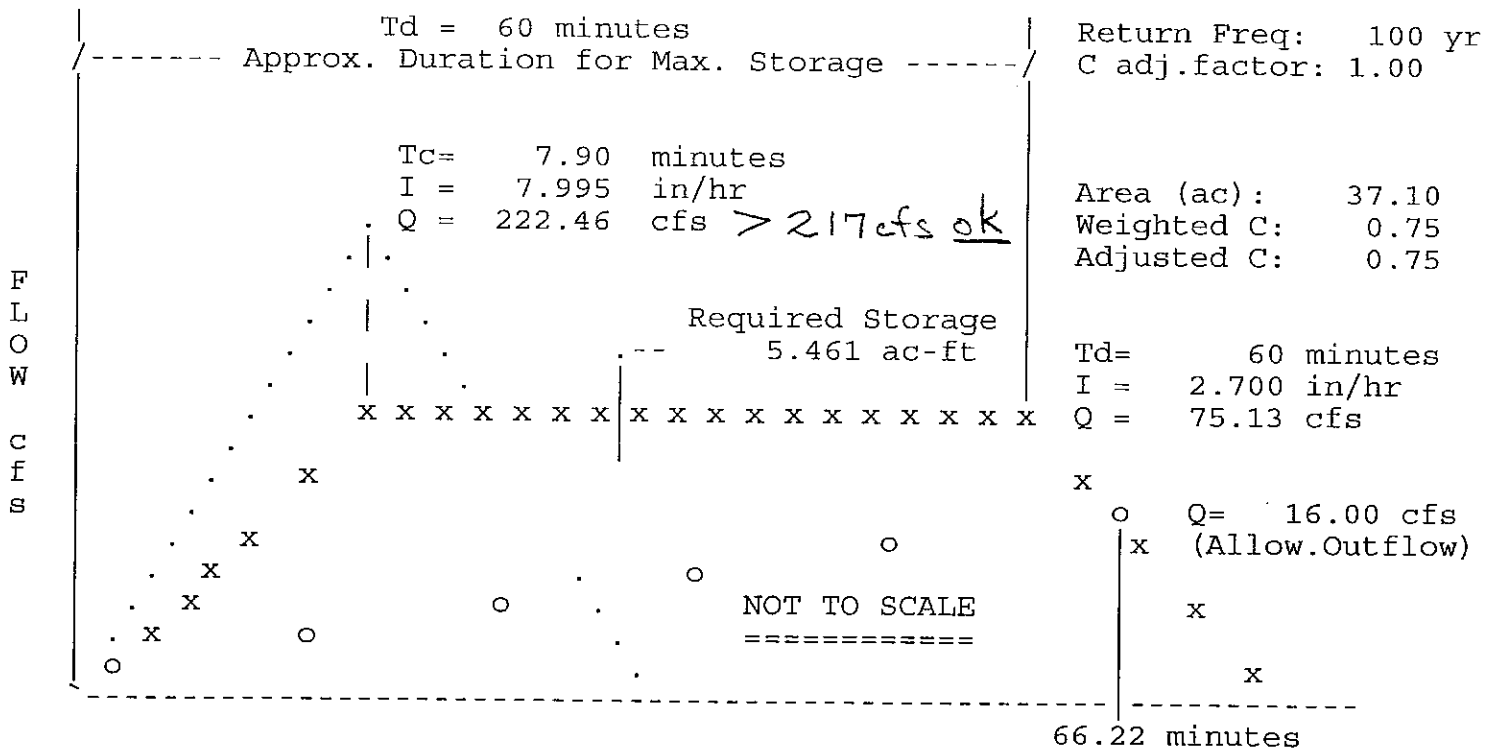 Td = 60 minutes
/------- Approx. Duration for Max. Storage ------/
Return Freq: 100 yr
C adj.factor: 1.00
Tc= 7.90 minutes
I = 7.995 in/hr
Q = 222.46 cfs > 217cfs ok
Area (ac): 37.10
Weighted C: 0.75
Adjusted C: 0.75
FLOW cfs
Required Storage
5.461 ac-ft
Td= 60 minutes
I = 2.700 in/hr
Q = 75.13 cfs
x x x x x x x x x x x x x x x x x x
x x
o Q= 16.00 cfs
x o x (Allow.Outflow)
x o
x o NOT TO SCALE x
x o ============
o x
66.22 minutes